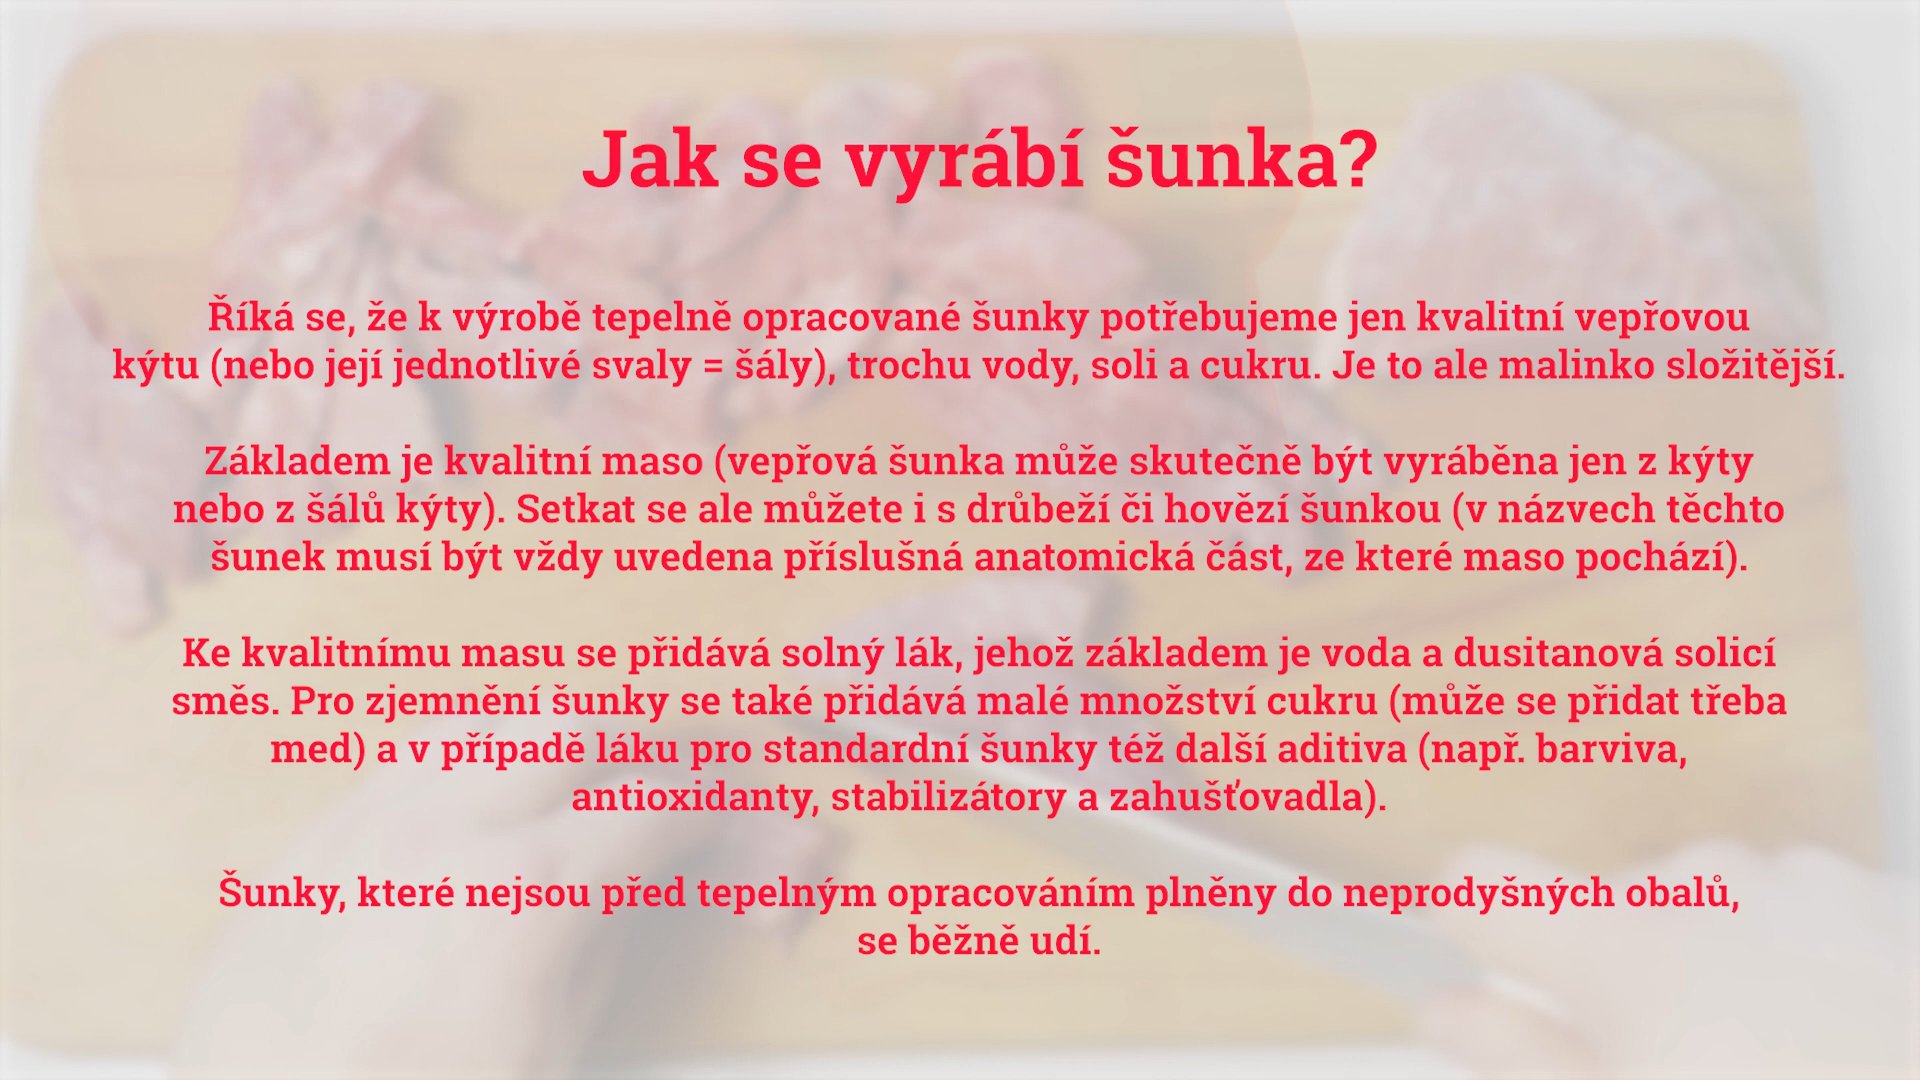 Jak se vyrábí šunka?
Říká se, že k výrobě tepelně opracované šunky potřebujeme jen kvalitní vepřovou
kýtu (nebo její jednotlivé svaly = šály), trochu vody, soli a cukru. Je to ale malinko složitější.
Základem je kvalitní maso (vepřová šunka může skutečně být vyráběna jen z kýty
nebo z šálů kýty). Setkat se ale můžete i s drůbeží či hovězí šunkou (v názvech těchto
šunek musí být vždy uvedena příslušná anatomická část, ze které maso pochází).
Ke kvalitnímu masu se přidává solný lák, jehož základem je voda a dusitanová solicí
směs. Pro zjemnění šunky se také přidává malé množství cukru (může se přidat třeba
med) a v případě láku pro standardní šunky též další aditiva (např. barviva,
antioxidanty, stabilizátory a zahušťovadla).
Šunky, které nejsou před tepelným opracováním plněny do neprodyšných obalů,
se běžně udí.